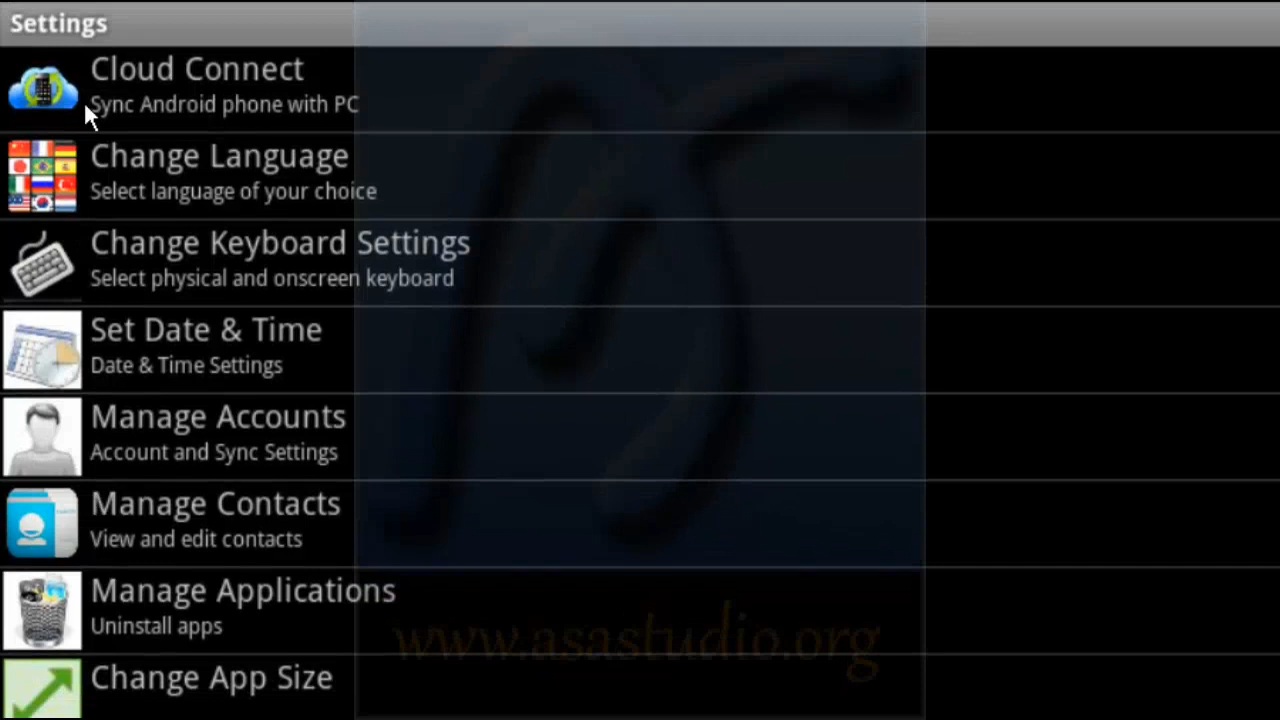 Settings
Cloud Connect
Sync Android phone with PC
Change Language
Select language of your choice
Change Keyboard Settings
Select physical and onscreen keyboard
Set Date & Time
Date & Time Settings
Manage Accounts
Account and Sync Settings
Manage Contacts
View and edit contacts
Manage Applications
Uninstall apps
www.asastudio.org
Change App Size